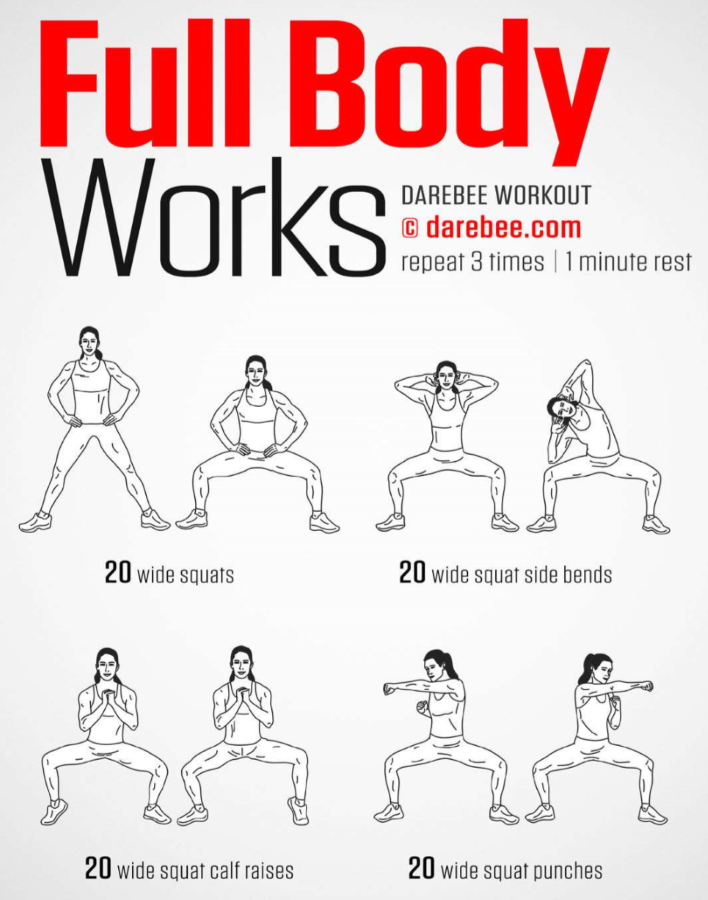 Full Body
Works
DAREBEE WORKOUT
© darebee.com
repeat 3 times | 1 minute rest
20 wide squats
20 wide squat side bends
20 wide squat calf raises
20 wide squat punches